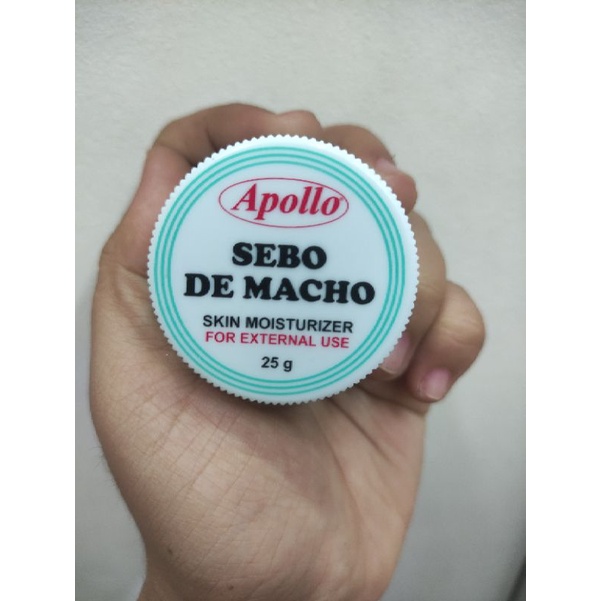 Apollo
SEBO
DE MACHO
SKIN MOISTURIZER
FOR EXTERNAL USE
25 g